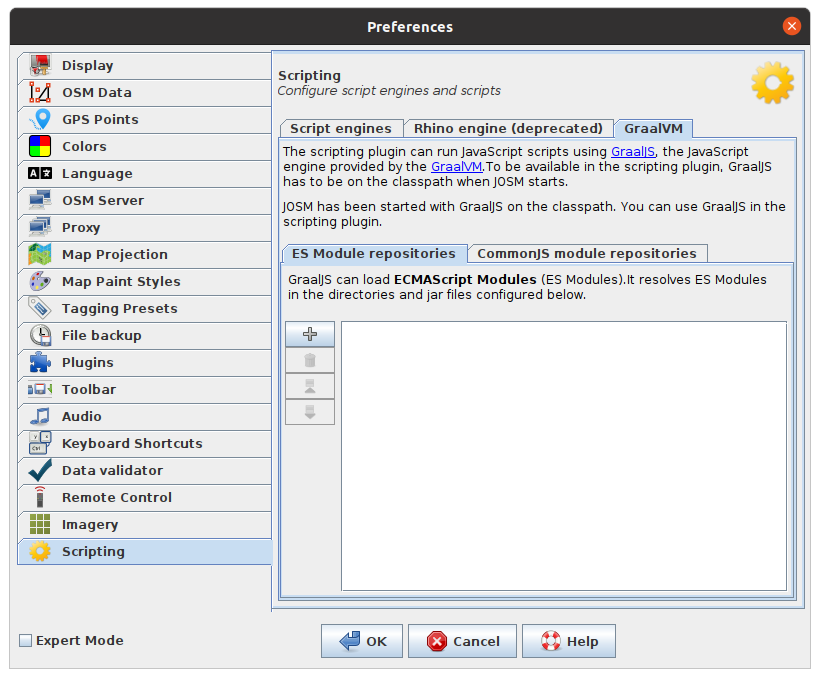 Preferences
Display
OSM Data
GPS Points
Colors
Language
OSM Server
Proxy
Map Projection
Map Paint Styles
Tagging Presets
File backup
Plugins
Toolbar
Audio
Keyboard Shortcuts
Data validator
Remote Control
Imagery
Scripting
Scripting
Configure script engines and scripts
Script engines
Rhino engine (deprecated)
GraalVM
The scripting plugin can run JavaScript scripts using GraalJS, the JavaScript
engine provided by the GraalVM.To be available in the scripting plugin, GraalJS
has to be on the classpath when JOSM starts.
JOSM has been started with GraalJS on the classpath. You can use GraalJS in the
scripting plugin.
ES Module repositories
CommonJS module repositories
GraalJS can load ECMAScript Modules (ES Modules).It resolves ES Modules
in the directories and jar files configured below.
Expert Mode
OK
Cancel
Help